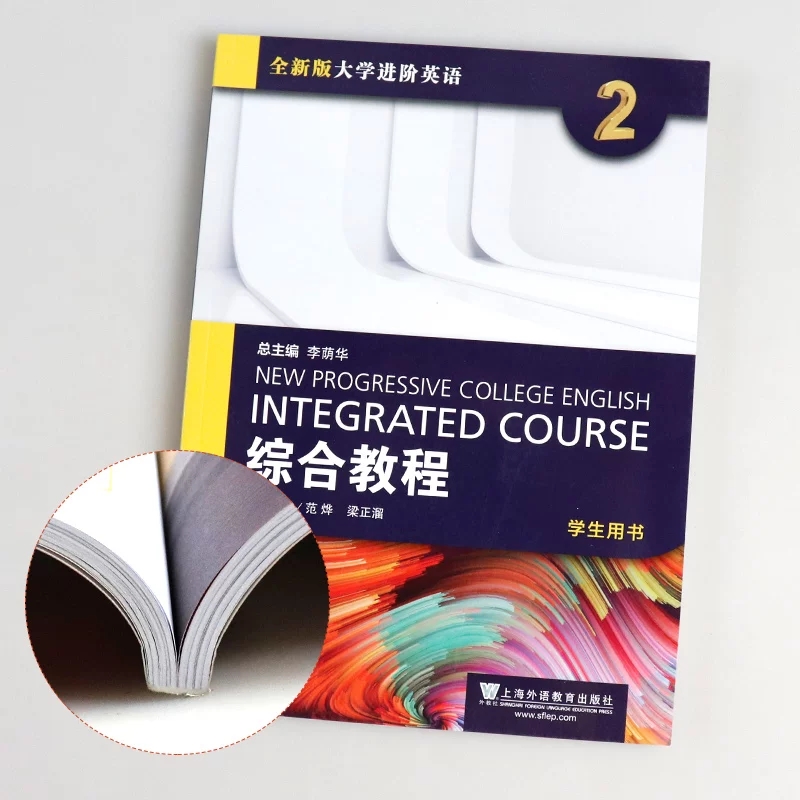 全新版大学进阶英语
2
总主编 李荫华
NEW PROGRESSIVE COLLEGE ENGLISH
INTEGRATED COURSE
综合教程
／范烨 梁正溜
学生用书
外教社
上海外语教育出版社
SHANGHAI FOREIGN LANGUAGE EDUCATION PRESS
www.sflep.com